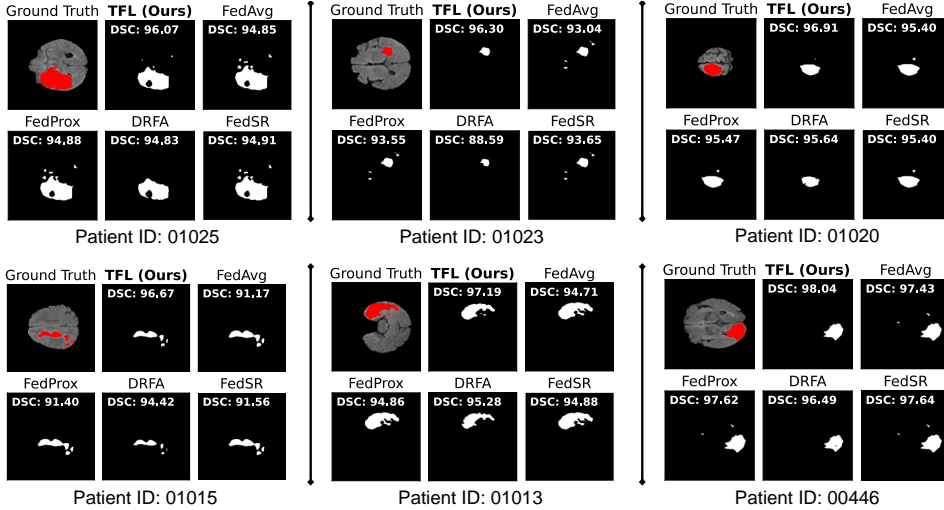 Ground Truth TFL (Ours) FedAvg
DSC: 96.07 DSC: 94.85
FedProx DRFA FedSR
DSC: 94.88 DSC: 94.83 DSC: 94.91
Patient ID: 01025
Ground Truth TFL (Ours) FedAvg
DSC: 96.30 DSC: 93.04
FedProx DRFA FedSR
DSC: 93.55 DSC: 88.59 DSC: 93.65
Patient ID: 01023
Ground Truth TFL (Ours) FedAvg
DSC: 96.91 DSC: 95.40
FedProx DRFA FedSR
DSC: 95.47 DSC: 95.64 DSC: 95.40
Patient ID: 01020
Ground Truth TFL (Ours) FedAvg
DSC: 96.67 DSC: 91.17
FedProx DRFA FedSR
DSC: 91.40 DSC: 94.42 DSC: 91.56
Patient ID: 01015
Ground Truth TFL (Ours) FedAvg
DSC: 97.19 DSC: 94.71
FedProx DRFA FedSR
DSC: 94.86 DSC: 95.28 DSC: 94.88
Patient ID: 01013
Ground Truth TFL (Ours) FedAvg
DSC: 98.04 DSC: 97.43
FedProx DRFA FedSR
DSC: 97.62 DSC: 96.49 DSC: 97.64
Patient ID: 00446